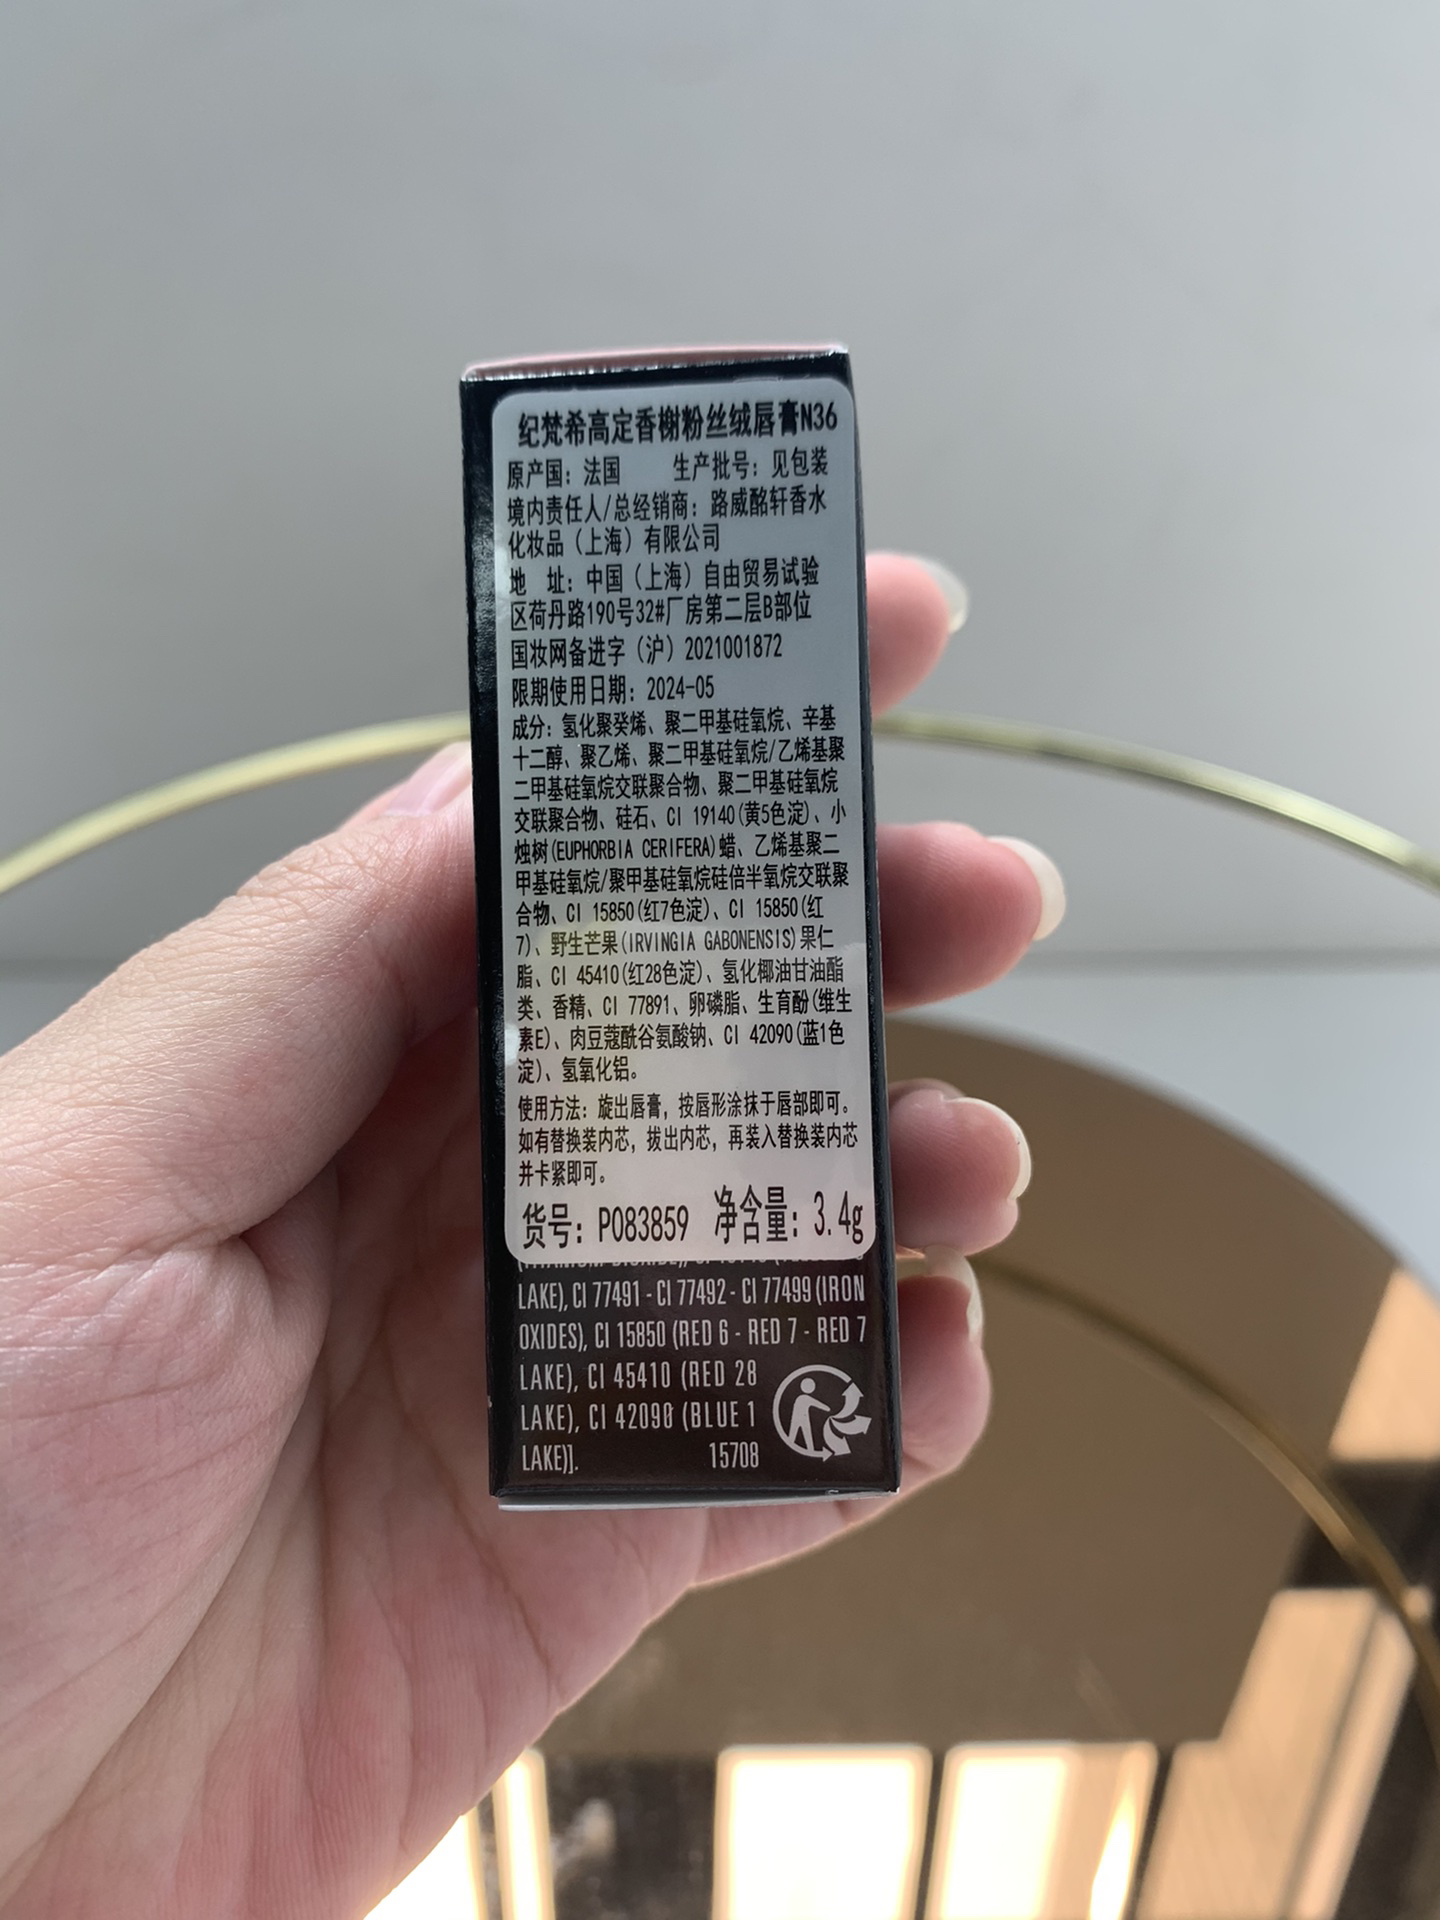 纪梵希高定香榭粉丝绒唇膏N36
原产国：法国 生产批号：见包装
境内责任人/总经销商：路威酩轩香水
化妆品（上海）有限公司
地 址：中国（上海）自由贸易试验
区荷丹路190号32#厂房第二层B部位
国妆网备进字（沪）2021001872
限期使用日期：2024-05
成分：氢化聚癸烯、聚二甲基硅氧烷、辛基
十二醇、聚乙烯、聚二甲基硅氧烷/乙烯基聚
二甲基硅氧烷交联聚合物、聚二甲基硅氧烷
交联聚合物、硅石、CI 19140(黄5色淀)、小
烛树(EUPHORBIA CERIFERA)蜡、乙烯基聚二
甲基硅氧烷/聚甲基硅氧烷硅倍半氧烷交联聚
合物、CI 15850(红7色淀)、CI 15850(红
7)、野生芒果(IRVINGIA GABONENSIS)果仁
脂、CI 45410(红28色淀)、氢化椰油甘油酯
类、香精、CI 77891、卵磷脂、生育酚(维生
素E)、肉豆蔻酰谷氨酸钠、CI 42090(蓝1色
淀)、氢氧化铝。
使用方法：旋出唇膏，按唇形涂抹于唇部即可。
如有替换装内芯，拔出内芯，再装入替换装内芯
并卡紧即可。
货号：P083859 净含量：3.4g
LAKE), CI 77491 - CI 77492 - CI 77499 (IRON
OXIDES), CI 15850 (RED 6 - RED 7 - RED 7
LAKE), CI 45410 (RED 28
LAKE), CI 42090 (BLUE 1
LAKE)]. 15708